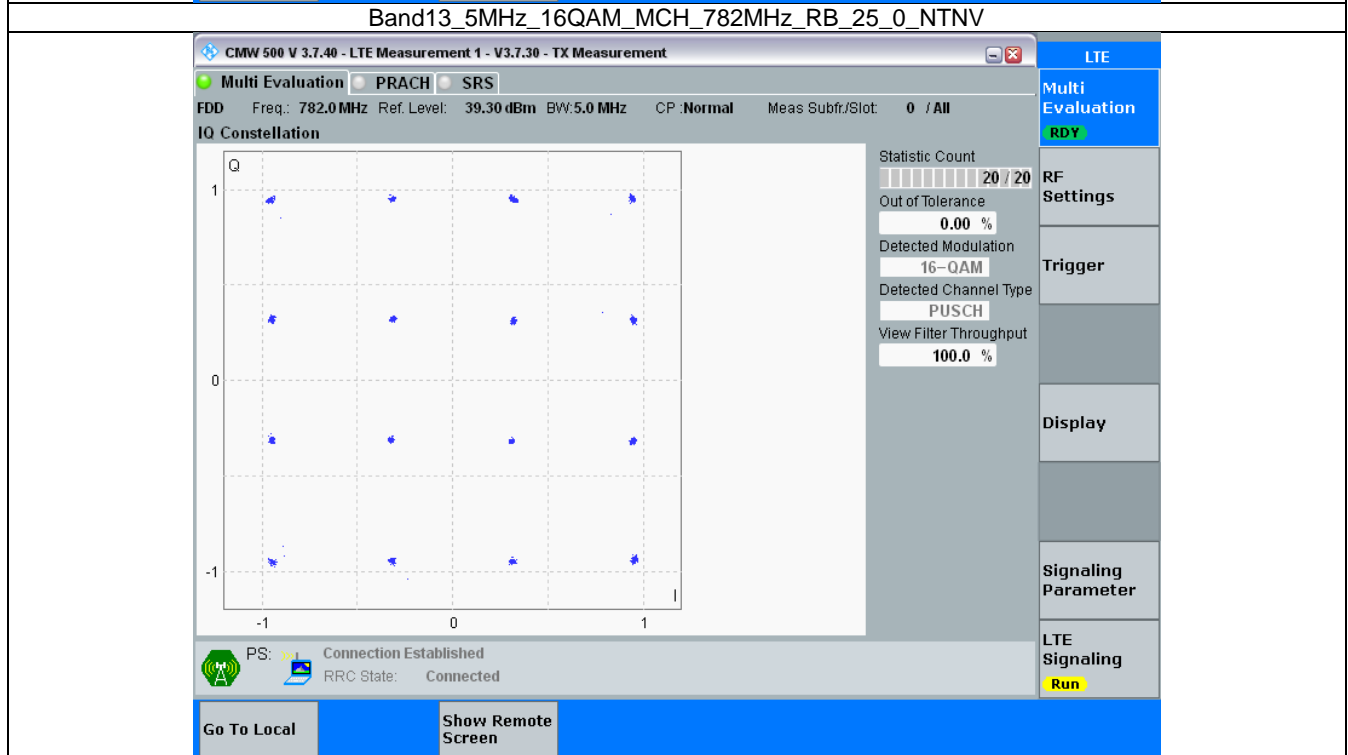 Band13_5MHz_16QAM_MCH_782MHz_RB_25_0_NTNV
CMW 500 V 3.7.40 - LTE Measurement 1 - V3.7.30 - TX Measurement
LTE
Multi Evaluation PRACH SRS
Multi
Evaluation
RDY
FDD Freq.: 782.0 MHz Ref. Level: 39.30 dBm BW:5.0 MHz CP :Normal Meas Subfr./Slot: 0 / All
IQ Constellation
Q
1
0
-1
I
-1 0 1
Statistic Count
20 / 20
Out of Tolerance
0.00 %
Detected Modulation
16-QAM
Detected Channel Type
PUSCH
View Filter Throughput
100.0 %
RF
Settings
Trigger
Display
Signaling
Parameter
LTE
Signaling
Run
PS: Connection Established
RRC State: Connected
Go To Local
Show Remote
Screen